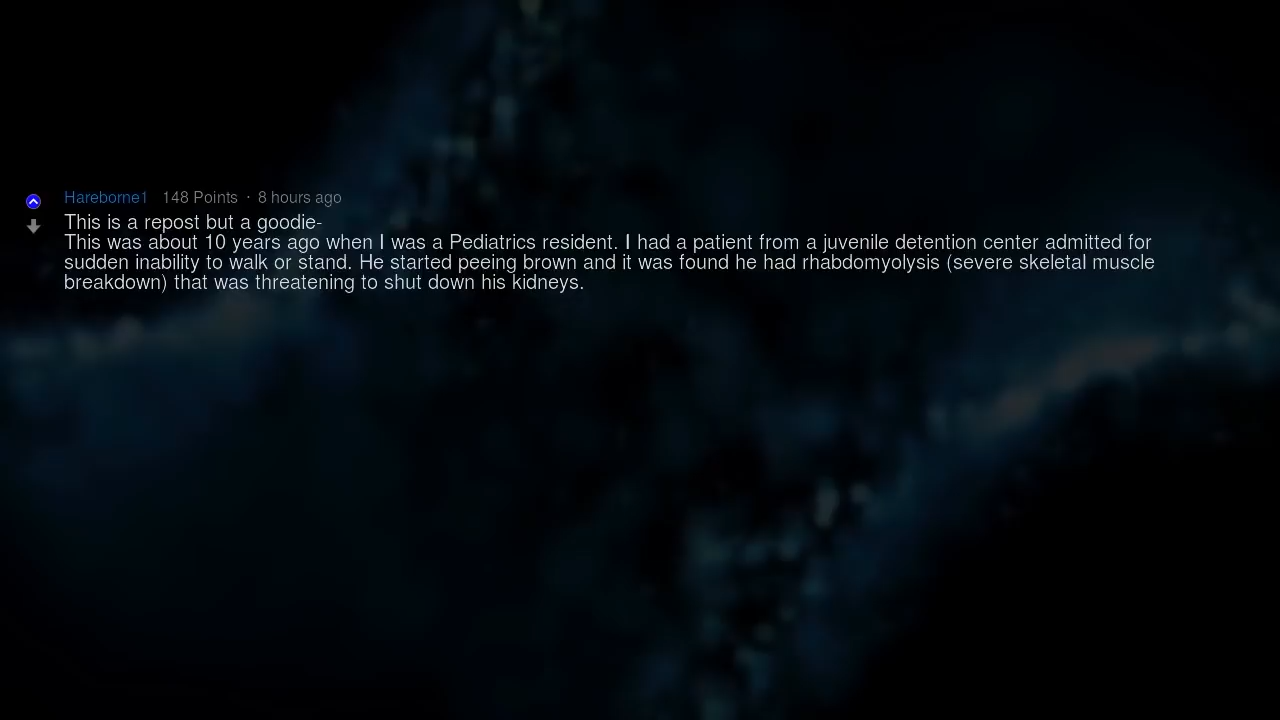 Hareborne1 148 Points · 8 hours ago
This is a repost but a goodie-
This was about 10 years ago when I was a Pediatrics resident. I had a patient from a juvenile detention center admitted for
sudden inability to walk or stand. He started peeing brown and it was found he had rhabdomyolysis (severe skeletal muscle
breakdown) that was threatening to shut down his kidneys.